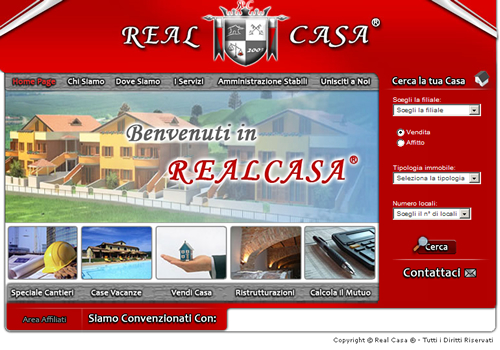 REAL CASA®
R.C.
2007
Home Page Chi Siamo Dove Siamo I Servizi Amministrazione Stabili Unisciti a Noi
Benvenuti in
REALCASA®
Cerca la tua Casa
Scegli la filiale:
Scegli la filiale
Vendita
Affitto
Tipologia immobile:
Seleziona la tipologia
Numero locali:
Scegli il n° di locali
Cerca
Contattaci
Speciale Cantieri Case Vacanze Vendi Casa Ristrutturazioni Calcola il Mutuo
Area Affiliati Siamo Convenzionati Con:
Copyright © Real Casa ® - Tutti i Diritti Riservati